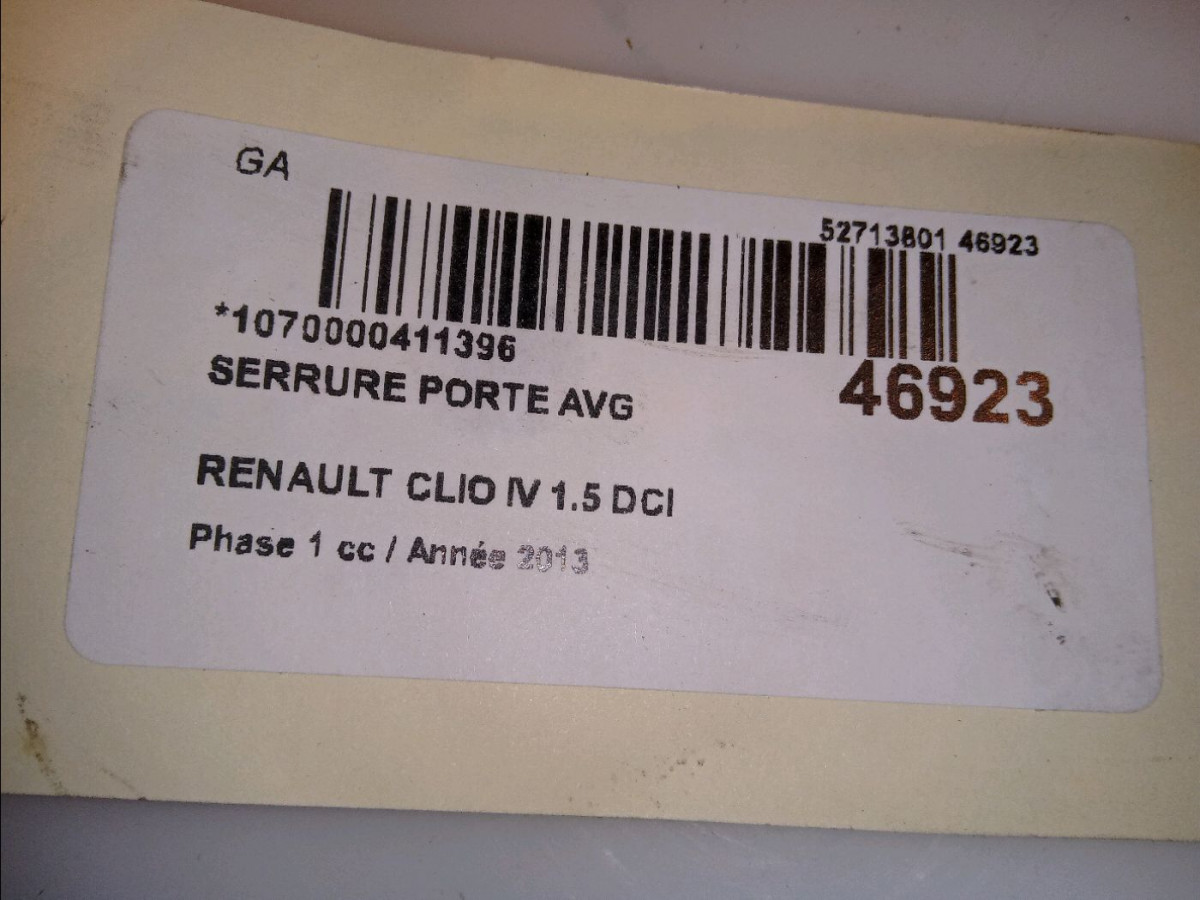 GA
52713801 46923
*1070000411396
46923
SERRURE PORTE AVG
RENAULT CLIO IV 1.5 DCI
Phase 1 cc / Année 2013